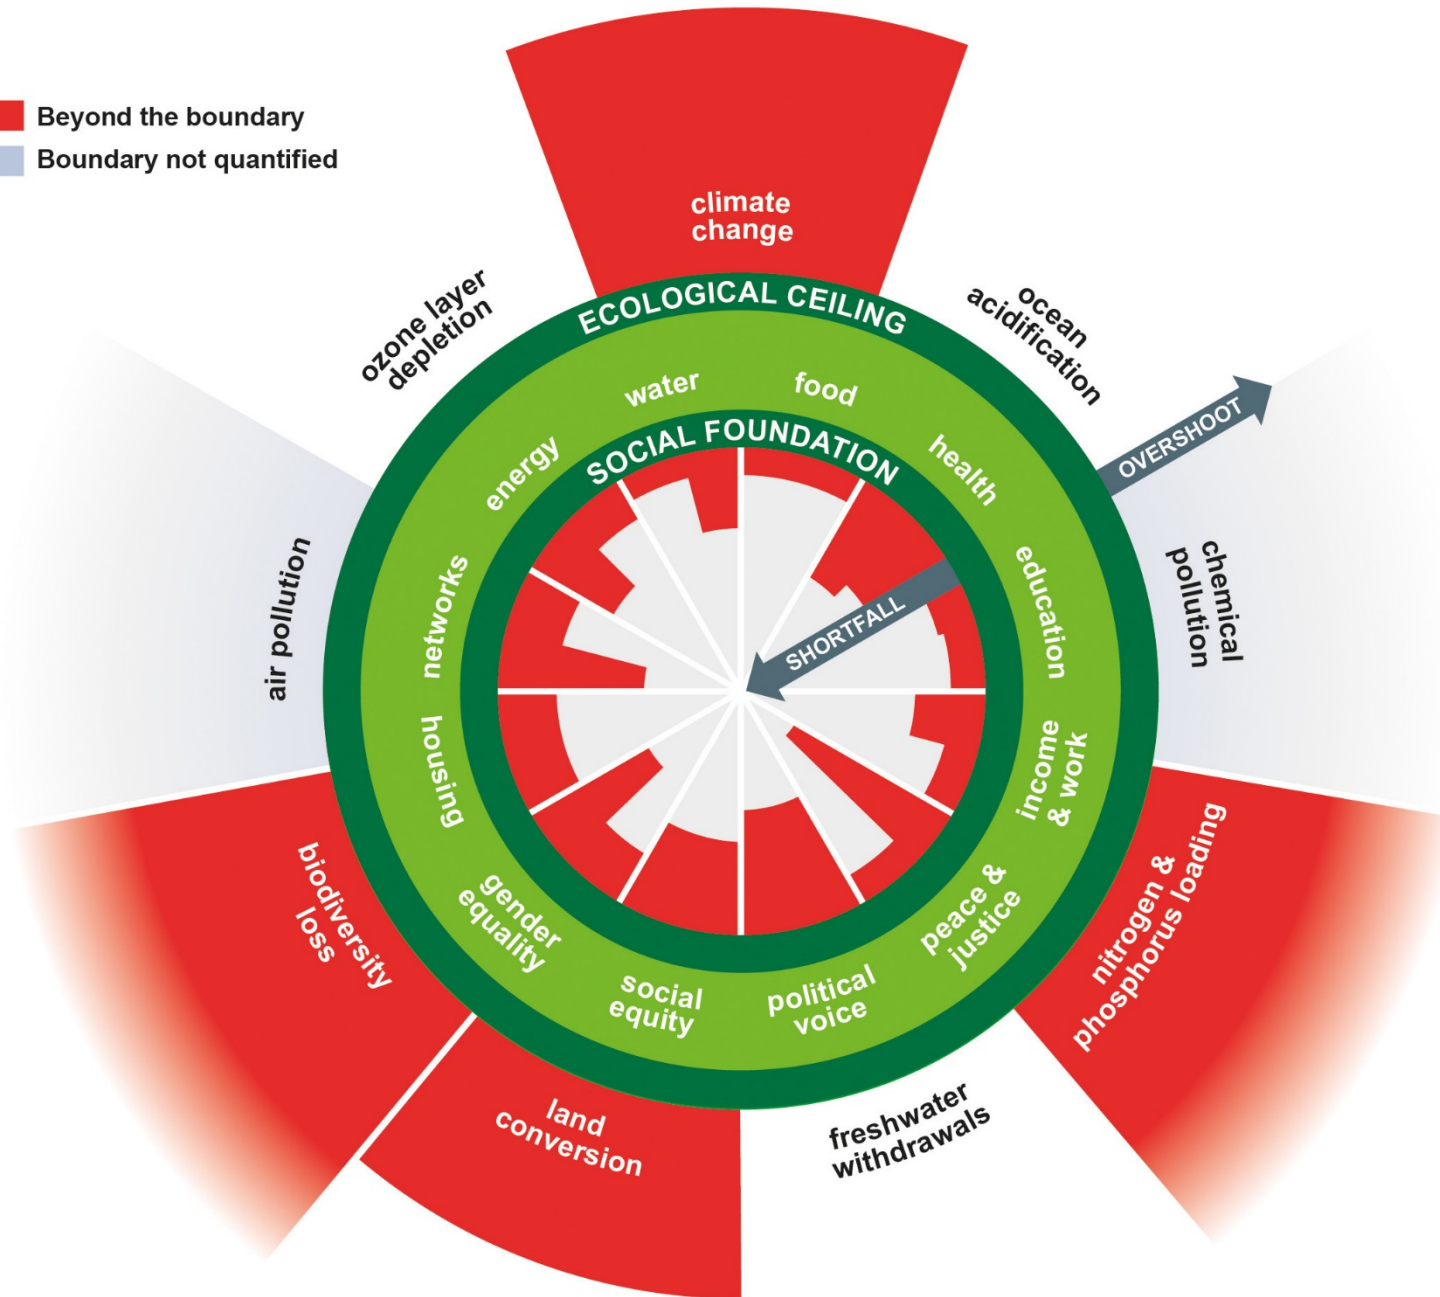 Beyond the boundary
Boundary not quantified
climate
change
ocean
acidification
chemical
pollution
nitrogen &
phosphorus loading
freshwater
withdrawals
land
conversion
biodiversity
loss
air pollution
ozone layer
depletion
OVERSHOOT
ECOLOGICAL CEILING
water
food
health
education
income
& work
peace &
justice
political
voice
social
equity
gender
equality
housing
networks
energy
SOCIAL FOUNDATION
SHORTFALL